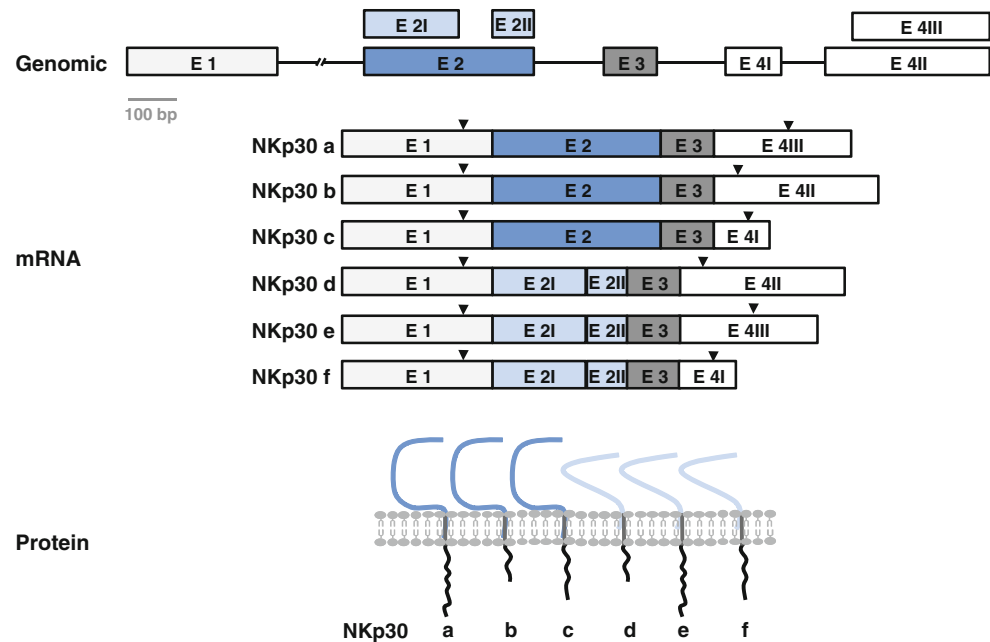 E 2I E 2II E 4III
Genomic E 1 E 2 E 3 E 4I E 4II
100 bp
mRNA
NKp30 a E 1 E 2 E 3 E 4III
NKp30 b E 1 E 2 E 3 E 4II
NKp30 c E 1 E 2 E 3 E 4I
NKp30 d E 1 E 2I E 2II E 3 E 4II
NKp30 e E 1 E 2I E 2II E 3 E 4III
NKp30 f E 1 E 2I E 2II E 3 E 4I
Protein
NKp30 a b c d e f